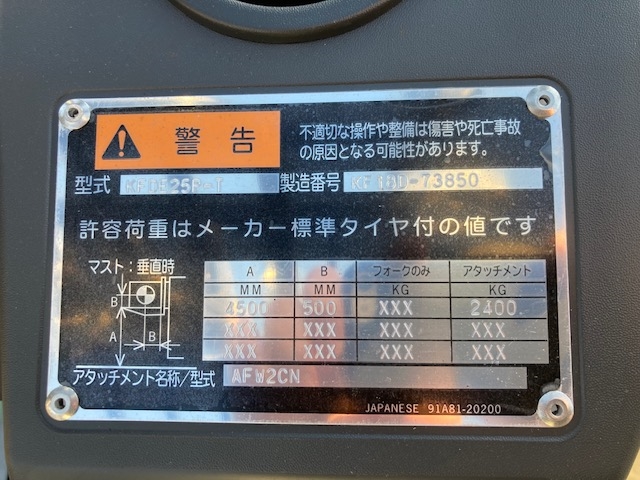 警告
不適切な操作や整備は傷害や死亡事故
の原因となる可能性があります。
型式
製造番号 -73850
許容荷重はメーカー標準タイヤ付の値です
マスト：垂直時
A B フォークのみ アタッチメント
MM MM KG KG
4500 500 XXX 2400
XXX XXX XXX XXX
XXX XXX XXX XXX
B
A
B
アタッチメント名称/型式 AFW2CN
JAPANESE 91A81-20200